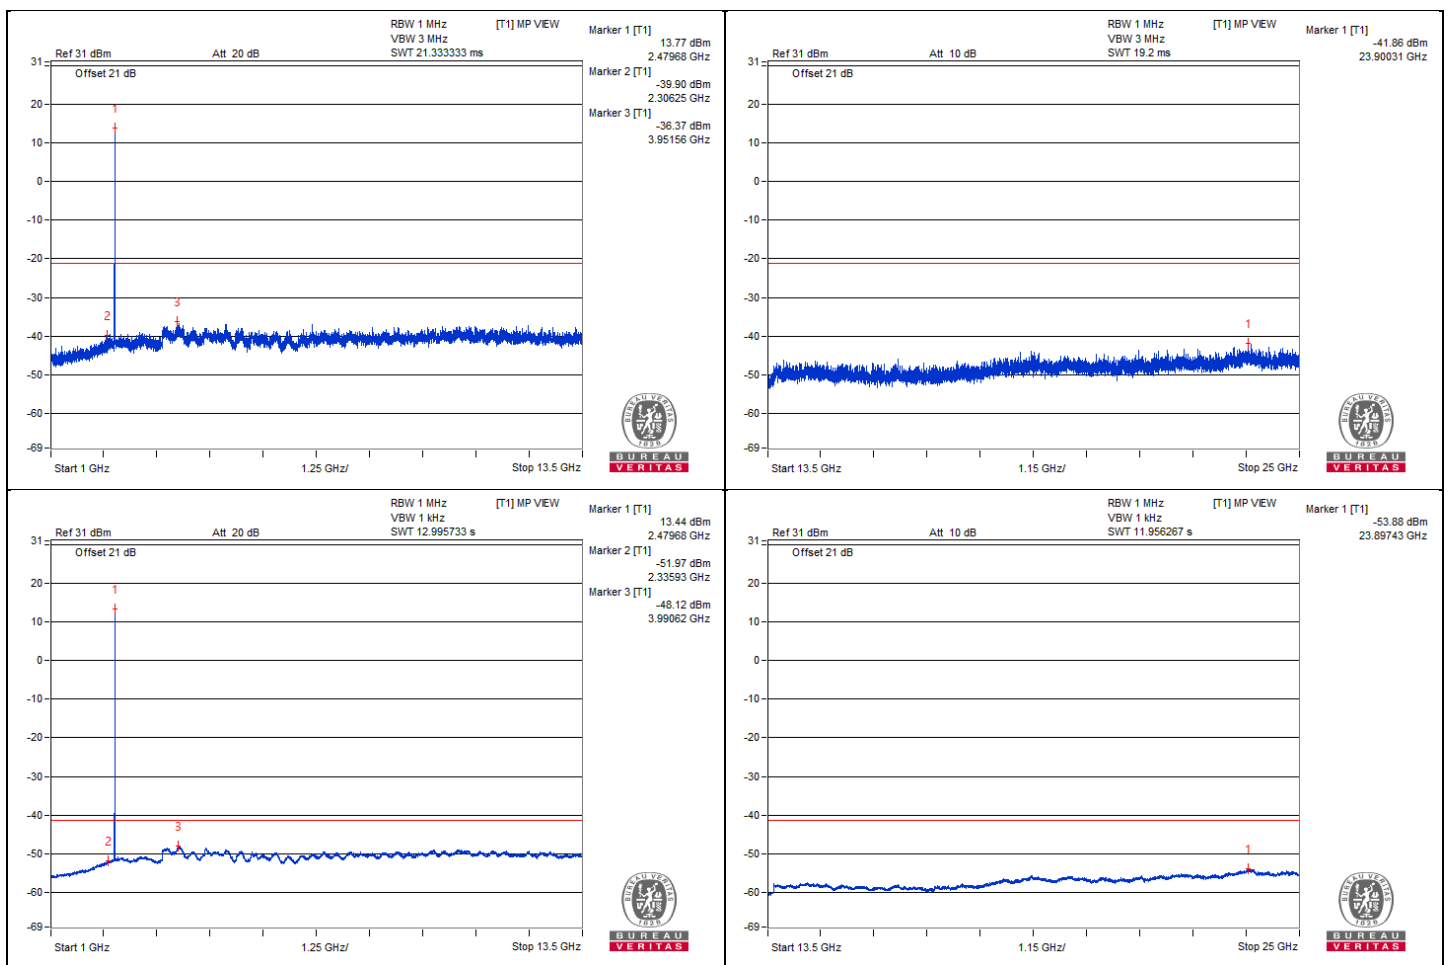 RBW 1 MHz [T1] MP VIEW
VBW 3 MHz
Ref 31 dBm Att 20 dB SWT 21.333333 ms
Offset 21 dB
Marker 1 [T1]
13.77 dBm
2.47968 GHz
Marker 2 [T1]
-39.90 dBm
2.30625 GHz
Marker 3 [T1]
-36.37 dBm
3.95156 GHz
31
20
10
0
-10
-20
-30
-40
-50
-60
-69
1
2
3
Start 1 GHz 1.25 GHz/ Stop 13.5 GHz
BUREAU VERITAS
1828
BUREAU
VERITAS
RBW 1 MHz [T1] MP VIEW
VBW 3 MHz
Ref 31 dBm Att 10 dB SWT 19.2 ms
Offset 21 dB
Marker 1 [T1]
-41.86 dBm
23.90031 GHz
31
20
10
0
-10
-20
-30
-40
-50
-60
-69
1
Start 13.5 GHz 1.15 GHz/ Stop 25 GHz
BUREAU VERITAS
1828
BUREAU
VERITAS
RBW 1 MHz [T1] MP VIEW
VBW 1 kHz
Ref 31 dBm Att 20 dB SWT 12.995733 s
Offset 21 dB
Marker 1 [T1]
13.44 dBm
2.47968 GHz
Marker 2 [T1]
-51.97 dBm
2.33593 GHz
Marker 3 [T1]
-48.12 dBm
3.99062 GHz
31
20
10
0
-10
-20
-30
-40
-50
-60
-69
1
2
3
Start 1 GHz 1.25 GHz/ Stop 13.5 GHz
BUREAU VERITAS
1828
BUREAU
VERITAS
RBW 1 MHz [T1] MP VIEW
VBW 1 kHz
Ref 31 dBm Att 10 dB SWT 11.956267 s
Offset 21 dB
Marker 1 [T1]
-53.88 dBm
23.89743 GHz
31
20
10
0
-10
-20
-30
-40
-50
-60
-69
1
Start 13.5 GHz 1.15 GHz/ Stop 25 GHz
BUREAU VERITAS
1828
BUREAU
VERITAS